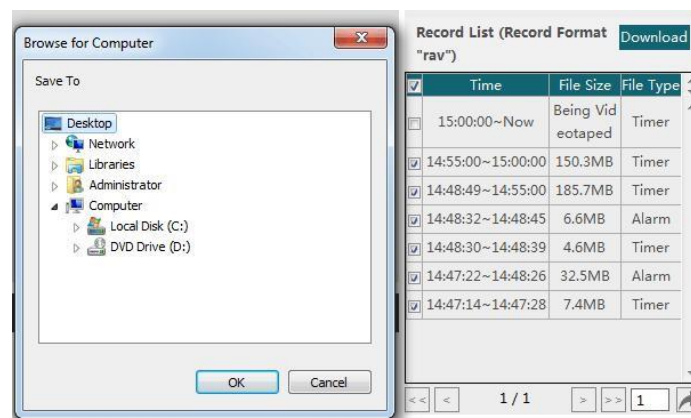 Browse for Computer
Save To
Desktop
Network
Libraries
Administrator
Computer
Local Disk (C:)
DVD Drive (D:)
OK
Cancel
Record List (Record Format
"rav")
Download
Time File Size File Type
15:00:00~Now Being Vid
eotaped Timer
14:55:00~15:00:00 150.3MB Timer
14:48:49~14:55:00 185.7MB Timer
14:48:32~14:48:45 6.6MB Alarm
14:48:30~14:48:39 4.6MB Timer
14:47:22~14:48:26 32.5MB Alarm
14:47:14~14:47:28 7.4MB Timer
<< < 1 / 1 > >> 1